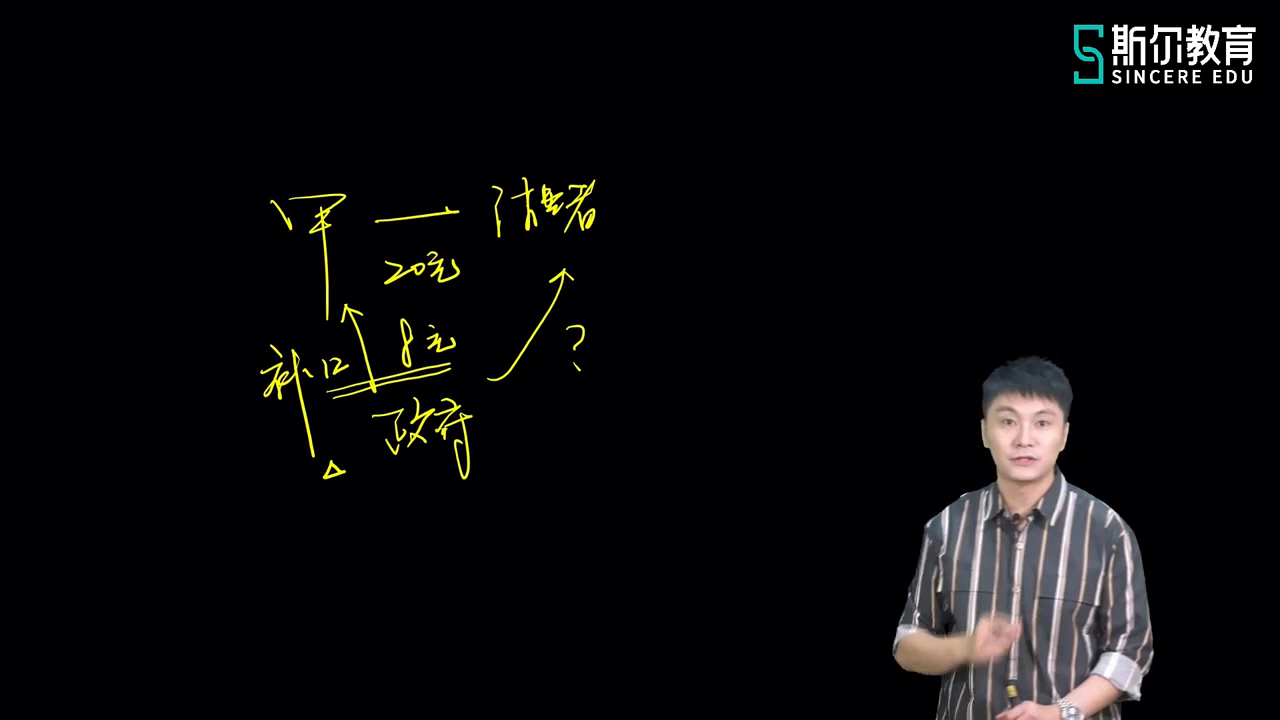 斯尔教育
SINCERE EDU
甲 — 消费者
20元
8元
补12
?
政府